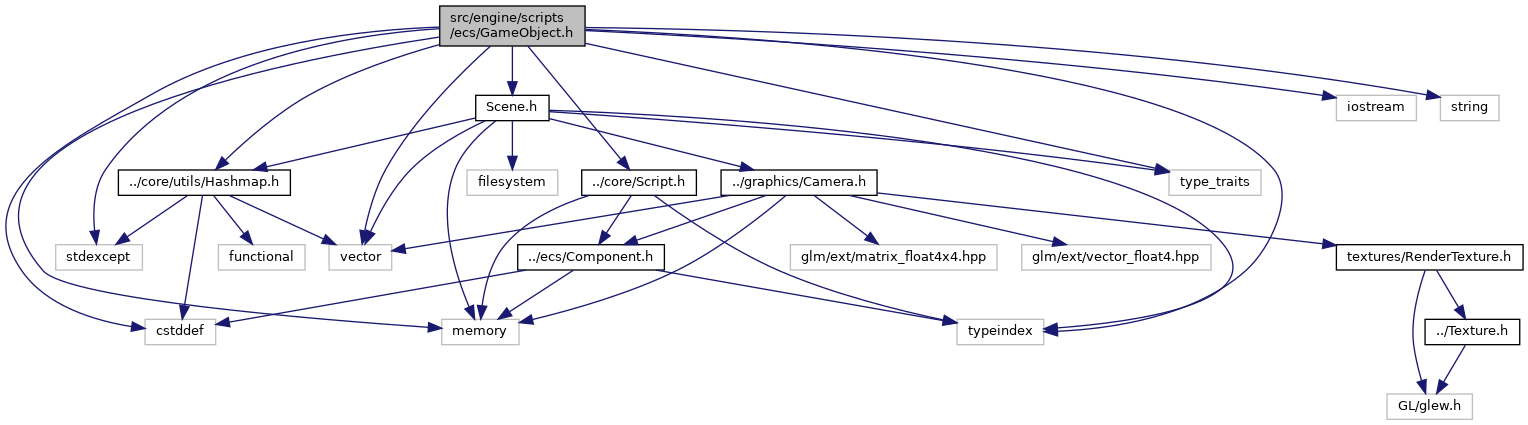 src/engine/scripts
/ecs/GameObject.h
Scene.h
iostream
string
../core/utils/Hashmap.h
filesystem
../core/Script.h
../graphics/Camera.h
type_traits
stdexcept
functional
vector
../ecs/Component.h
glm/ext/matrix_float4x4.hpp
glm/ext/vector_float4.hpp
textures/RenderTexture.h
cstddef
memory
typeindex
../Texture.h
GL/glew.h